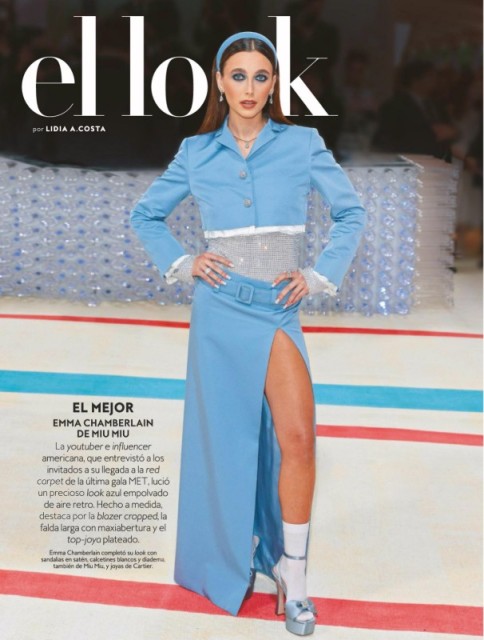 el look
por LIDIA A.COSTA
EL MEJOR
EMMA CHAMBERLAIN
DE MIU MIU
La youtuber e influencer
americana, que entrevistó a los
invitados a su llegada a la red
carpet de la última gala MET, lució
un precioso look azul empolvado
de aire retro. Hecho a medida,
destaca por la blazer cropped, la
falda larga con maxiabertura y el
top-joya plateado.
Emma Chamberlain completó su look con
sandalias en satén, calcetines blancos y diadema,
también de Miu Miu, y joyas de Cartier.